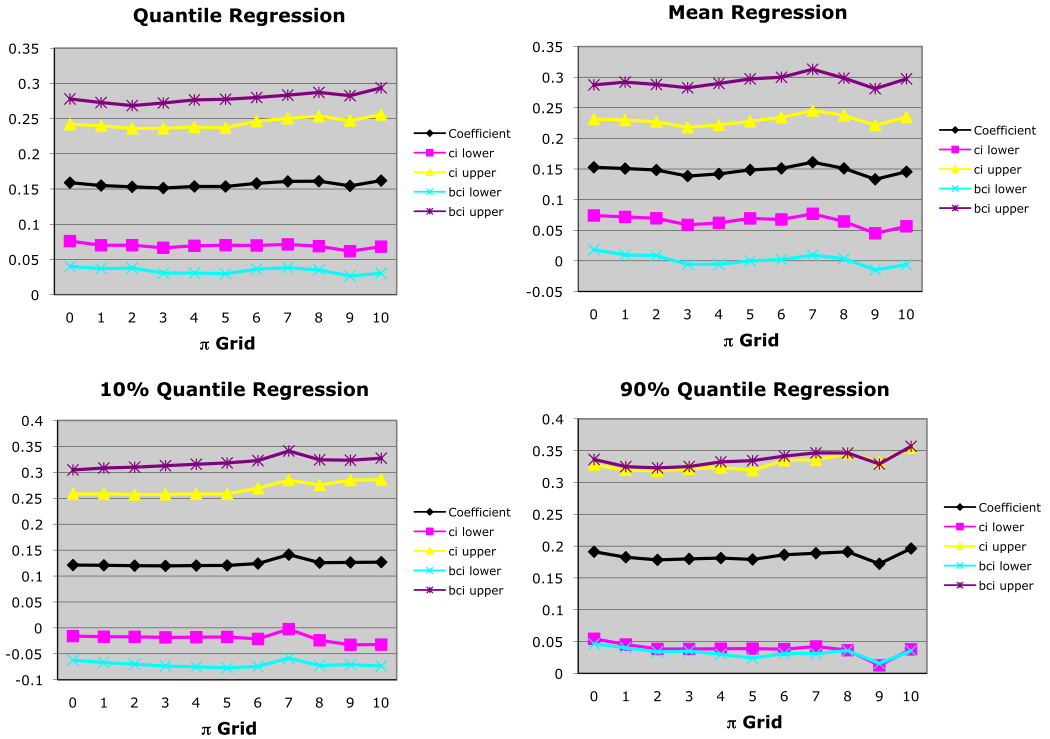 Quantile Regression
0.35
0.3
0.25
0.2
0.15
0.1
0.05
0
0 1 2 3 4 5 6 7 8 9 10
π Grid
Coefficient
ci lower
ci upper
bci lower
bci upper
Mean Regression
0.35
0.3
0.25
0.2
0.15
0.1
0.05
0
-0.05
0 1 2 3 4 5 6 7 8 9 10
π Grid
Coefficient
ci lower
ci upper
bci lower
bci upper
10% Quantile Regression
0.4
0.35
0.3
0.25
0.2
0.15
0.1
0.05
0
-0.05
-0.1
0 1 2 3 4 5 6 7 8 9 10
π Grid
Coefficient
ci lower
ci upper
bci lower
bci upper
90% Quantile Regression
0.4
0.35
0.3
0.25
0.2
0.15
0.1
0.05
0
0 1 2 3 4 5 6 7 8 9 10
π Grid
Coefficient
ci lower
ci upper
bci lower
bci upper